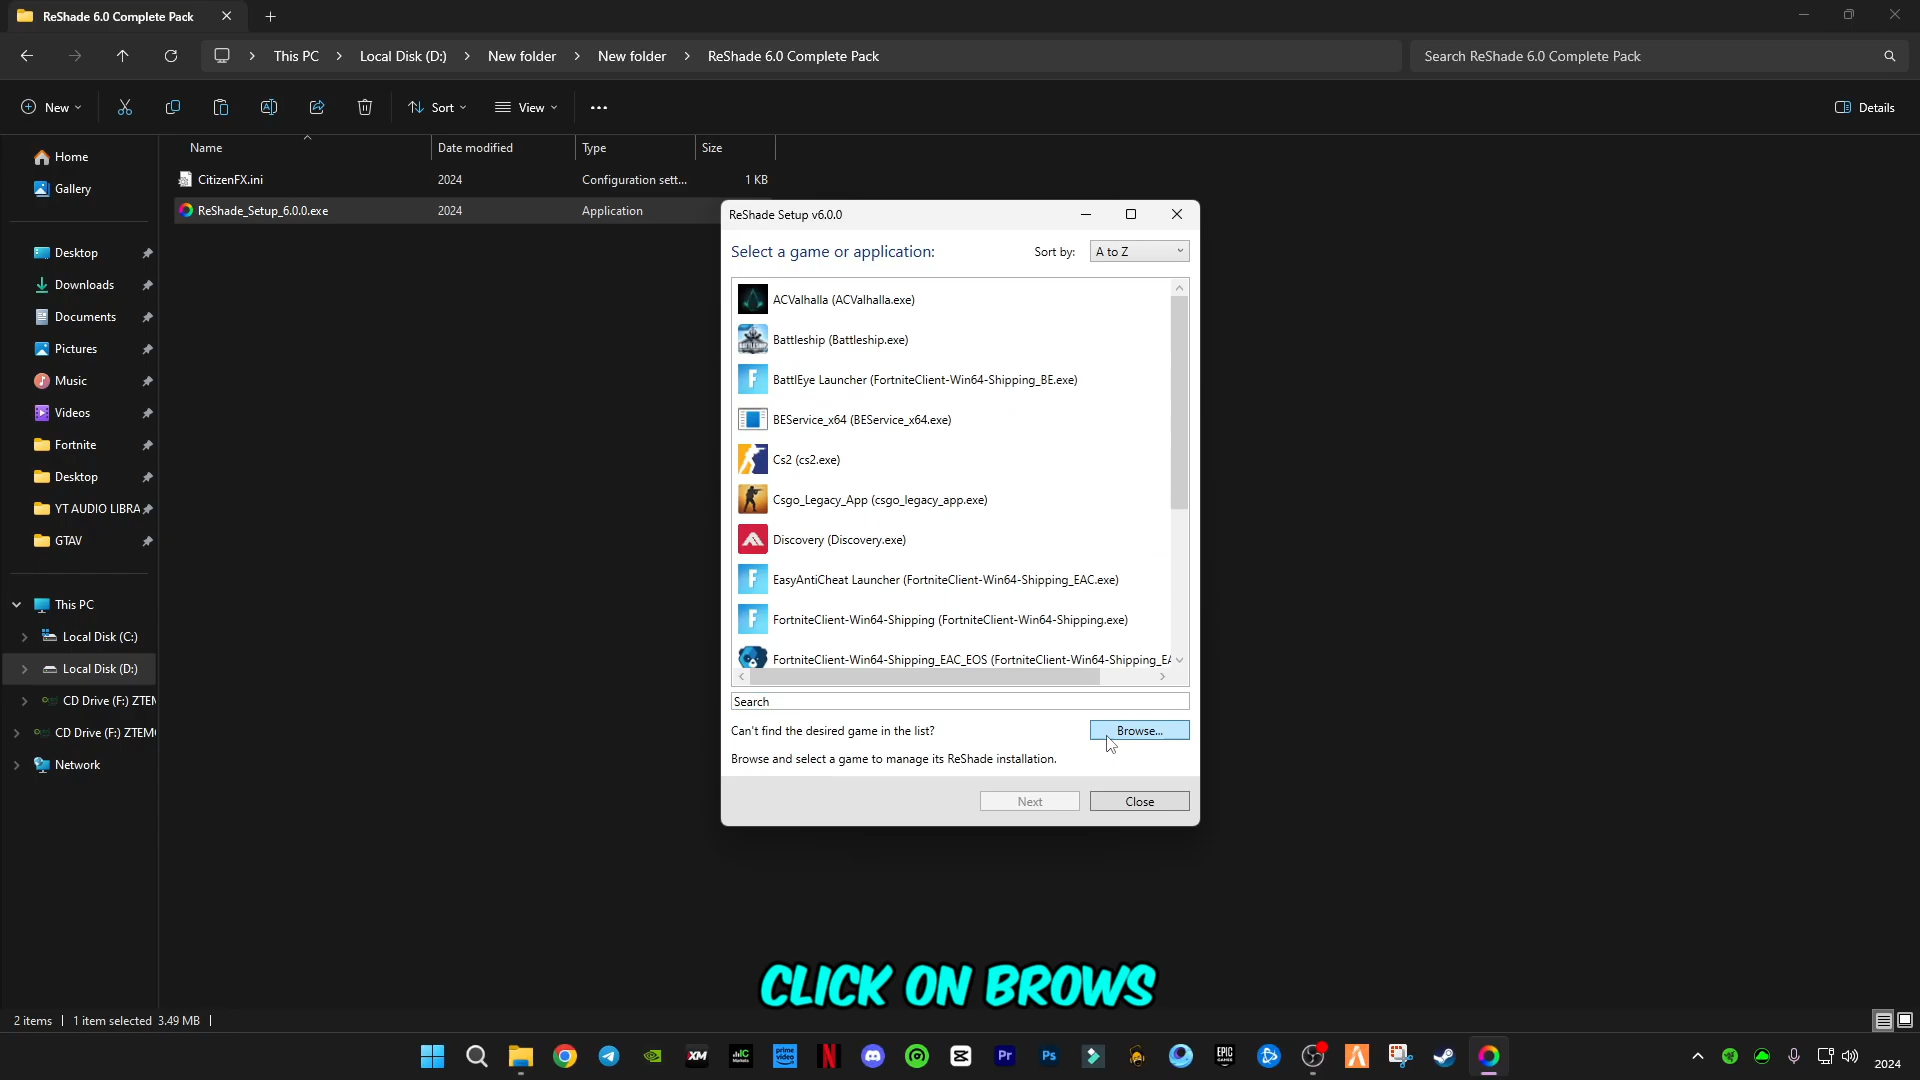 ReShade 6.0 Complete Pack
This PC > Local Disk (D:) > New folder > New folder > ReShade 6.0 Complete Pack
Search ReShade 6.0 Complete Pack
New
Sort
View
Details
Name
Date modified
Type
Size
CitizenFX.ini 2024 Configuration sett... 1 KB
ReShade_Setup_6.0.0.exe 2024 Application
Home
Gallery
Desktop
Downloads
Documents
Pictures
Music
Videos
Fortnite
Desktop
YT AUDIO LIBRA
GTAV
This PC
Local Disk (C:)
Local Disk (D:)
CD Drive (F:) ZTEM
CD Drive (F:) ZTEM
Network
ReShade Setup v6.0.0
Select a game or application:
Sort by: A to Z
ACValhalla (ACValhalla.exe)
Battleship (Battleship.exe)
BattlEye Launcher (FortniteClient-Win64-Shipping_BE.exe)
BEService_x64 (BEService_x64.exe)
Cs2 (cs2.exe)
Csgo_Legacy_App (csgo_legacy_app.exe)
Discovery (Discovery.exe)
EasyAntiCheat Launcher (FortniteClient-Win64-Shipping_EAC.exe)
FortniteClient-Win64-Shipping (FortniteClient-Win64-Shipping.exe)
FortniteClient-Win64-Shipping_EAC_EOS (FortniteClient-Win64-Shipping_EA
Search
Can't find the desired game in the list?
Browse...
Browse and select a game to manage its ReShade installation.
Next
Close
CLICK ON BROWS
2 items
1 item selected 3.49 MB
XM
prime video
N
Pr
Ps
EPIC GAMES
2024